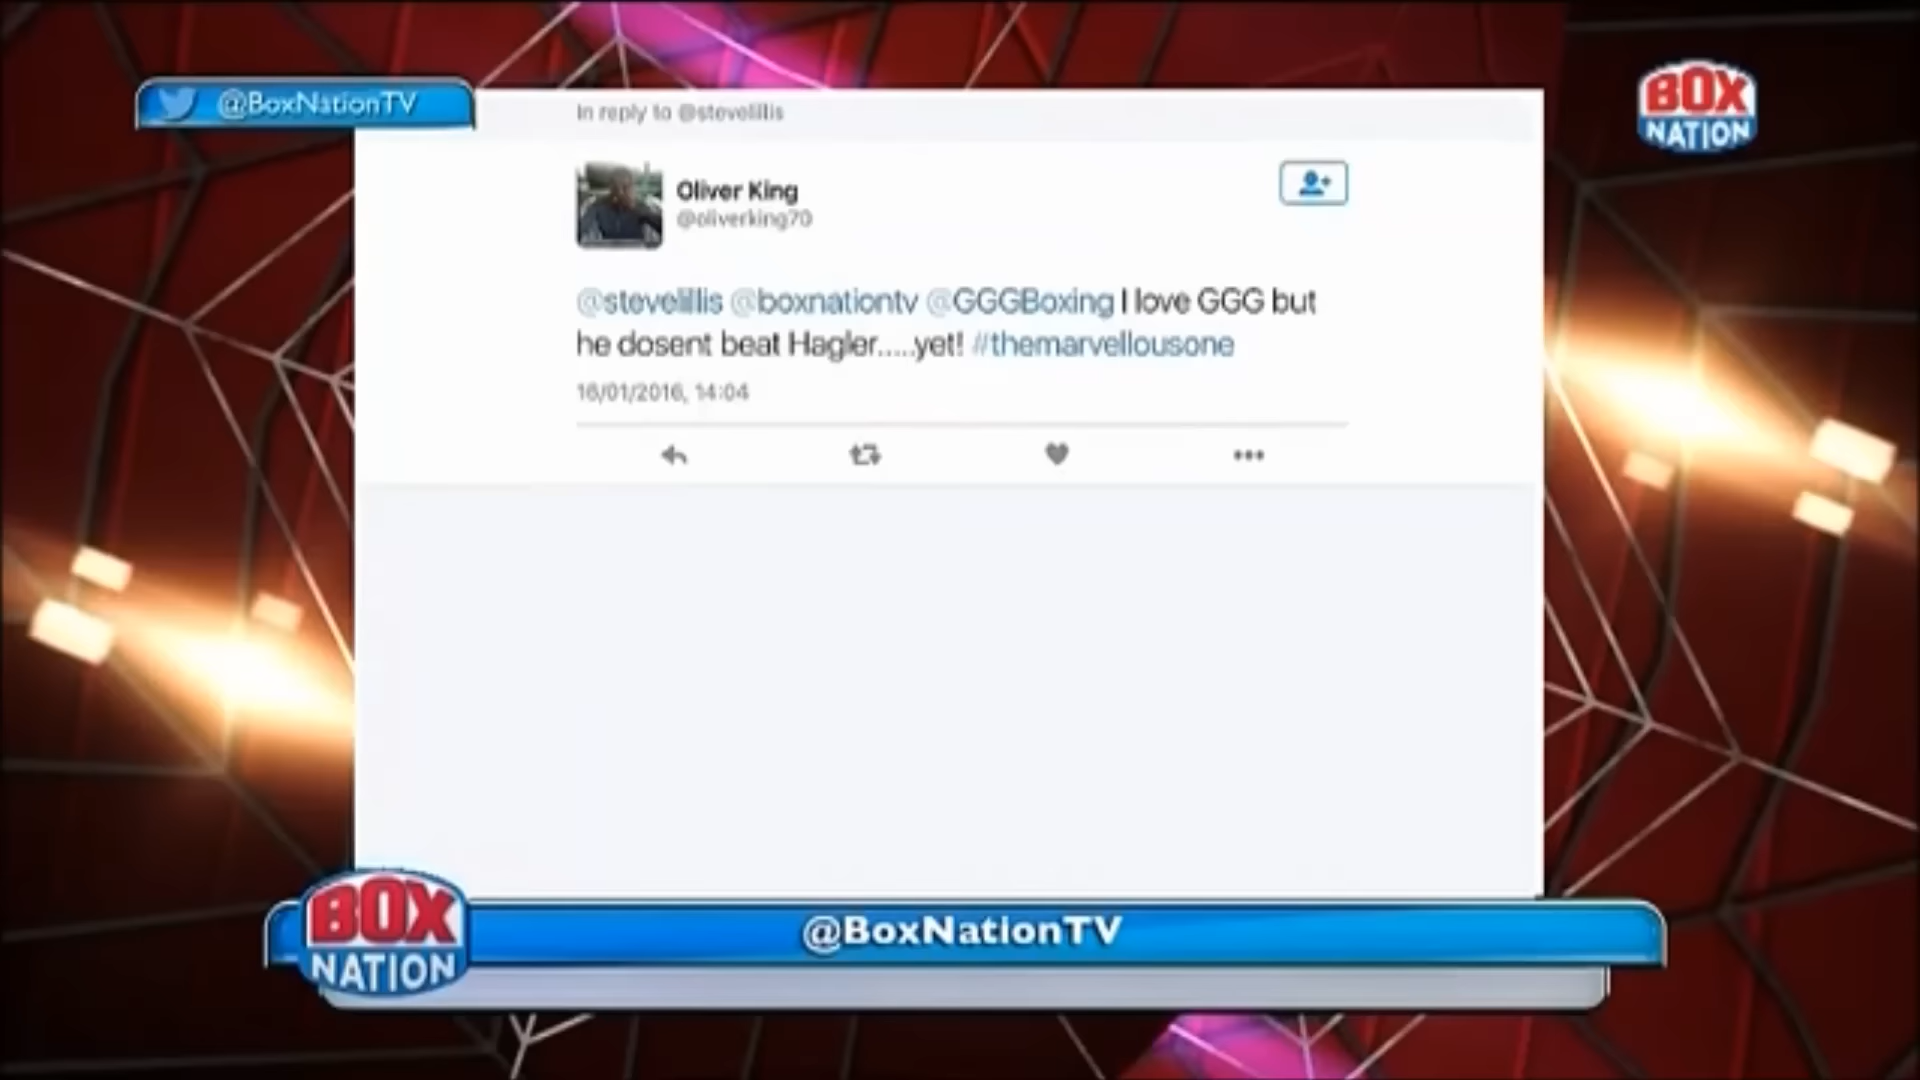 @BoxNationTV
BOX
NATION
In reply to @stevelillis
Oliver King
@oliverking70
@stevelillis @boxnationtv @GGGBoxing I love GGG but
he dosent beat Hagler.....yet! #themarvellousone
16/01/2016, 14:04
BOX
NATION
@BoxNationTV